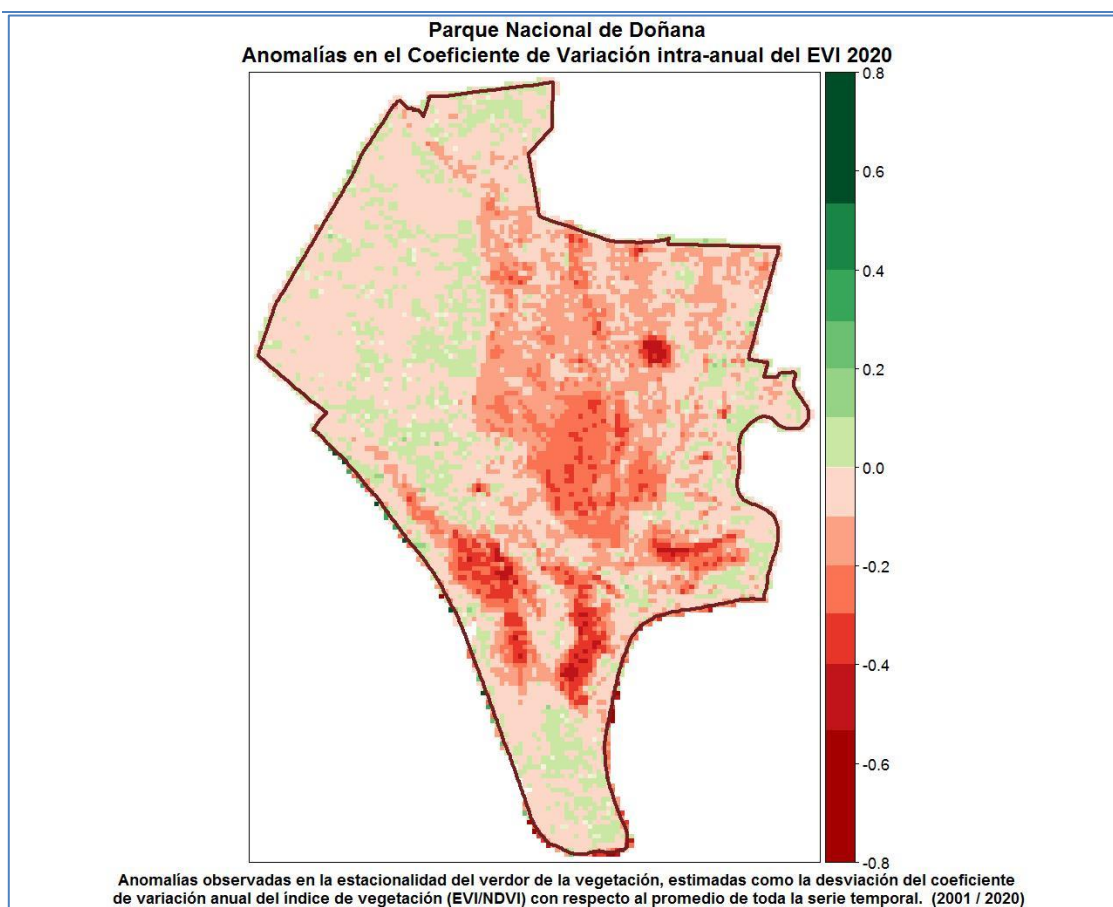 Parque Nacional de Doñana
Anomalías en el Coeficiente de Variación intra-anual del EVI 2020
0.8
0.6
0.4
0.2
0.0
-0.2
-0.4
-0.6
-0.8
Anomalías observadas en la estacionalidad del verdor de la vegetación, estimadas como la desviación del coeficiente
de variación anual del índice de vegetación (EVI/NDVI) con respecto al promedio de toda la serie temporal. (2001 / 2020)